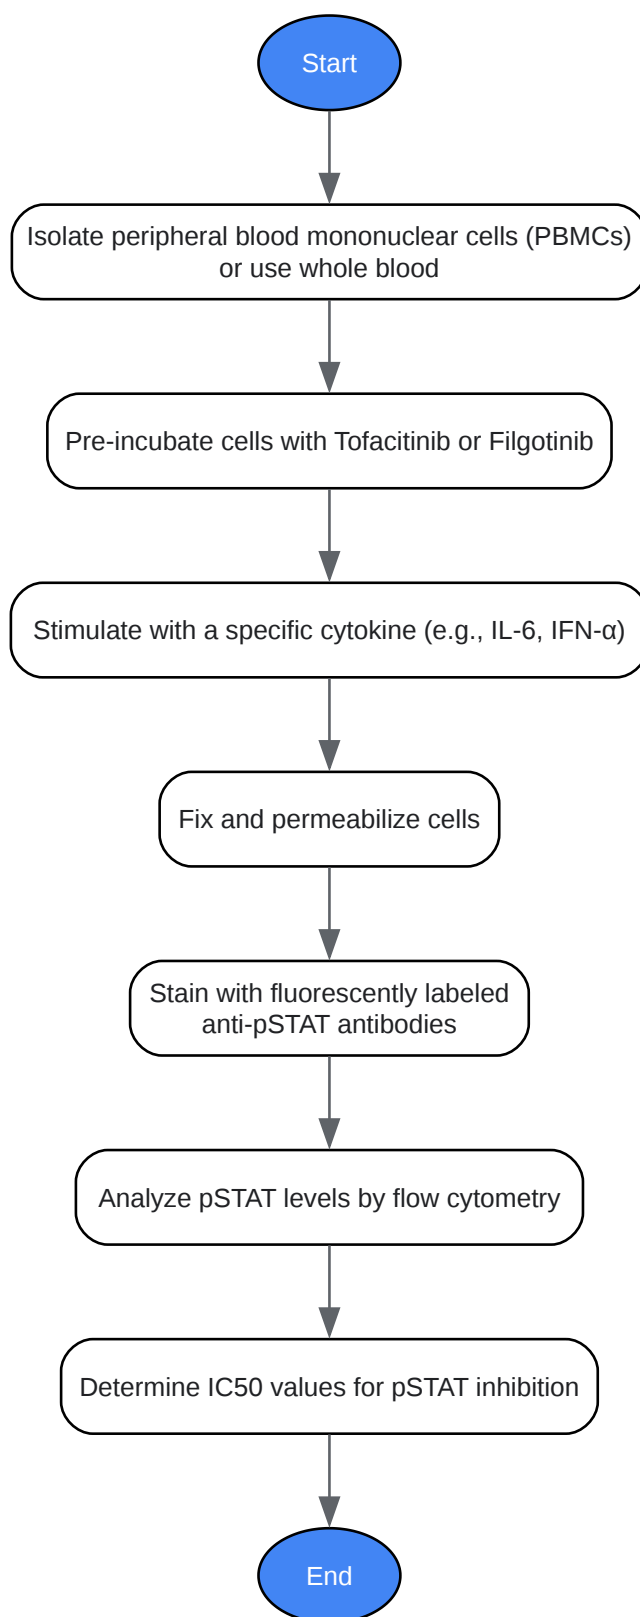 Start
Isolate peripheral blood mononuclear cells (PBMCs)
or use whole blood
Pre-incubate cells with Tofacitinib or Filgotinib
Stimulate with a specific cytokine (e.g., IL-6, IFN-α)
Fix and permeabilize cells
Stain with fluorescently labeled
anti-pSTAT antibodies
Analyze pSTAT levels by flow cytometry
Determine IC50 values for pSTAT inhibition
End